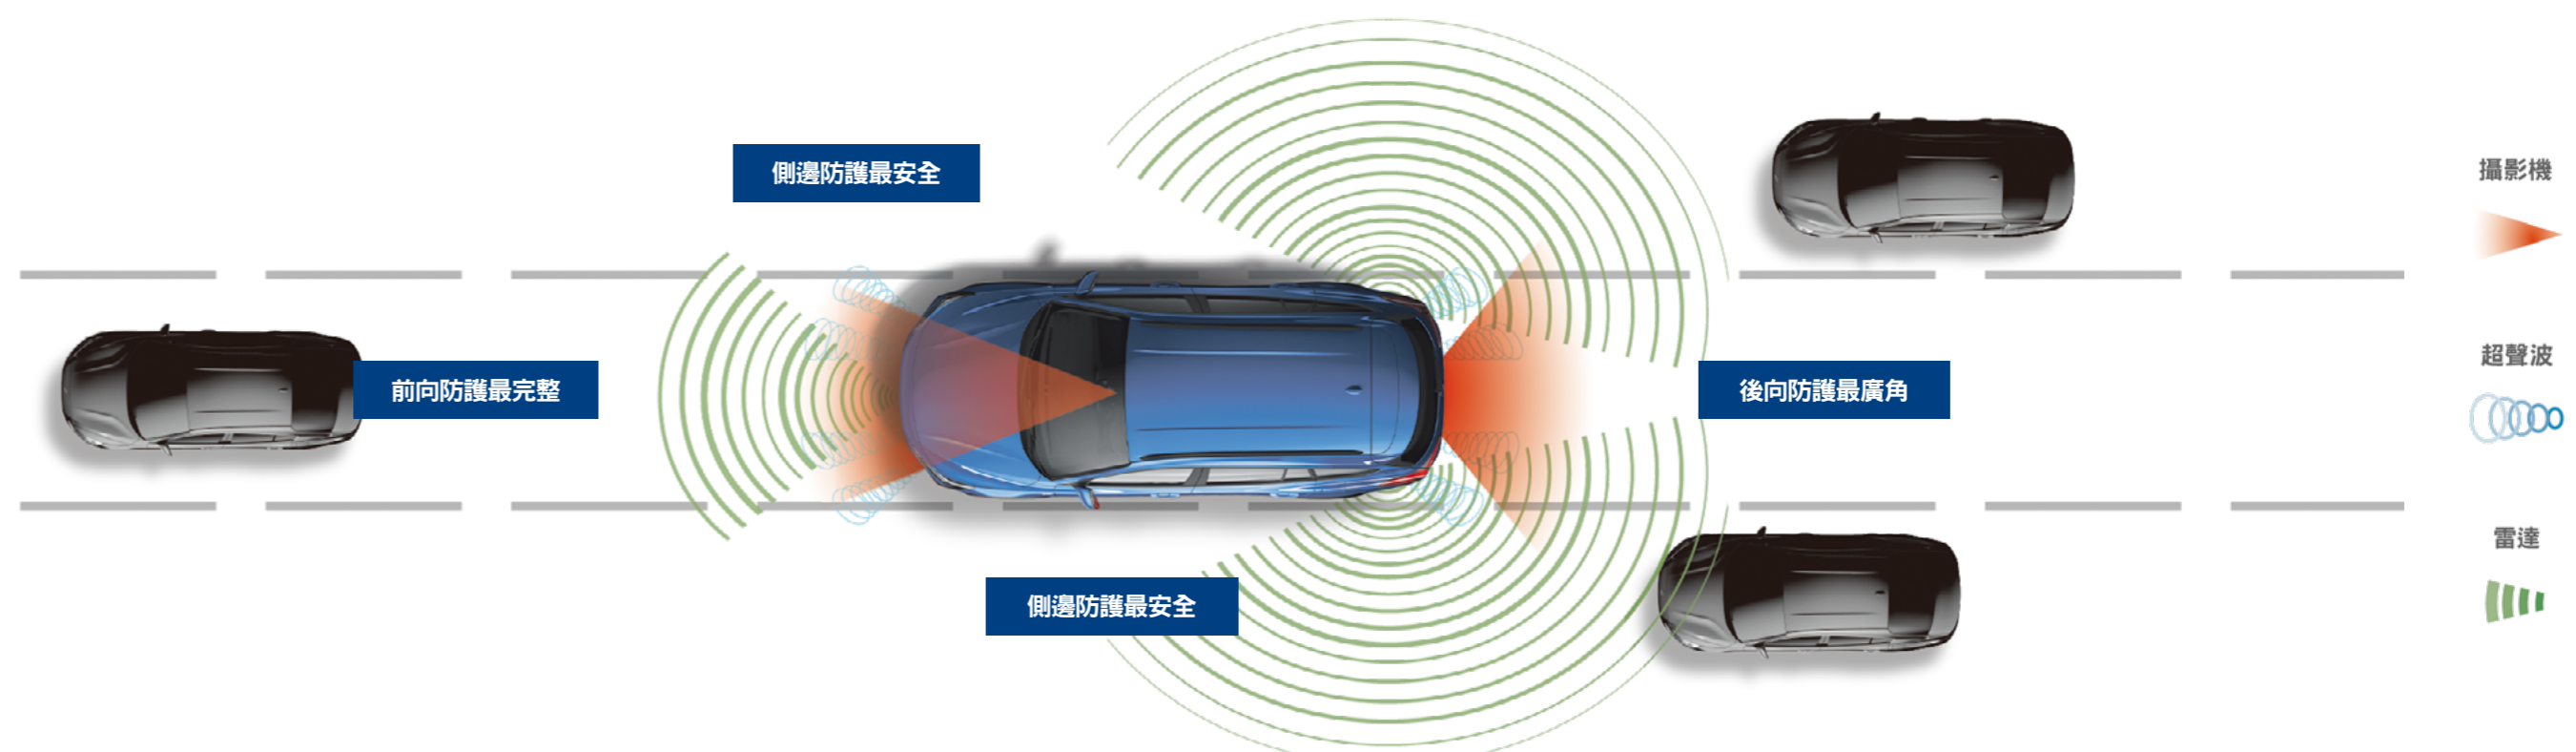 側邊防護最安全
前向防護最完整
後向防護最廣角
側邊防護最安全
攝影機
超聲波
雷達